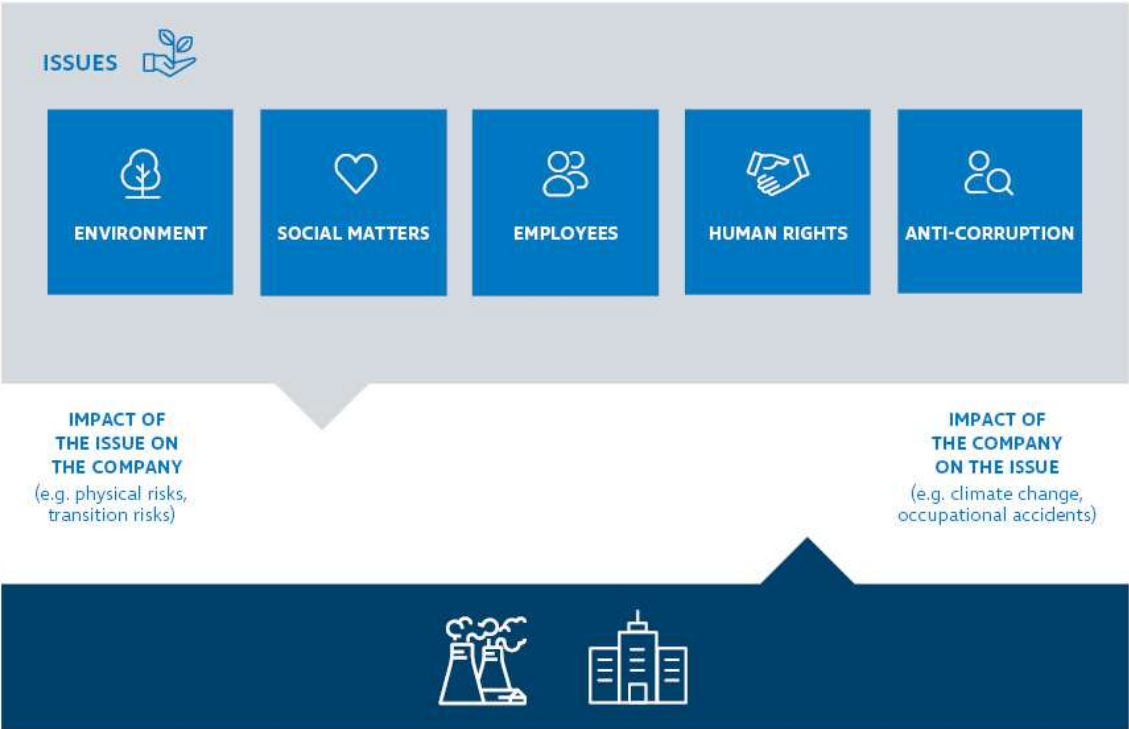 ISSUES
ENVIRONMENT
SOCIAL MATTERS
EMPLOYEES
HUMAN RIGHTS
ANTI-CORRUPTION
IMPACT OF
THE ISSUE ON
THE COMPANY
(e.g. physical risks,
transition risks)
IMPACT OF
THE COMPANY
ON THE ISSUE
(e.g. climate change,
occupational accidents)